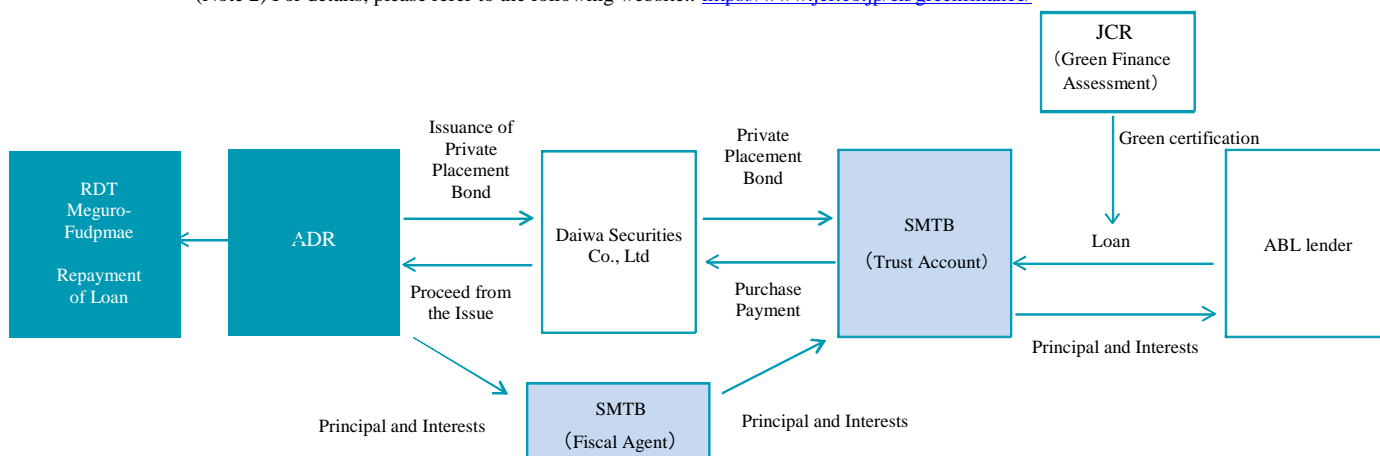 JCR
(Green Finance
Assessment)
Green certification
Issuance of
Private
Placement
Bond
Private
Placement
Bond
RDT
Meguro-
Fudpmae
Repayment
of Loan
ADR
Daiwa Securities
Co., Ltd
SMTB
(Trust Account)
Loan
ABL lender
Proceed from
the Issue
Purchase
Payment
Principal and Interests
Principal and Interests
SMTB
(Fiscal Agent)
Principal and Interests